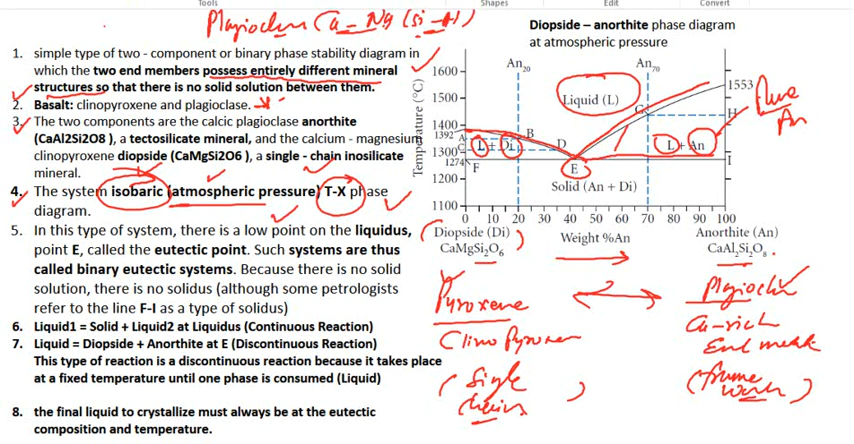 Tools
Shapes
Edit
Convert
Plagioclase Ca – Na (Si – Al)
1. simple type of two - component or binary phase stability diagram in
which the two end members possess entirely different mineral
structures so that there is no solid solution between them.
2. Basalt: clinopyroxene and plagioclase.
3. The two components are the calcic plagioclase anorthite
(CaAl2Si2O8 ), a tectosilicate mineral, and the calcium - magnesium
clinopyroxene diopside (CaMgSi2O6 ), a single - chain inosilicate
mineral.
4. The system isobaric (atmospheric pressure) T-X phase
diagram.
5. In this type of system, there is a low point on the liquidus,
point E, called the eutectic point. Such systems are thus
called binary eutectic systems. Because there is no solid
solution, there is no solidus (although some petrologists
refer to the line F-I as a type of solidus)
6. Liquid1 = Solid + Liquid2 at Liquidus (Continuous Reaction)
7. Liquid = Diopside + Anorthite at E (Discontinuous Reaction)
This type of reaction is a discontinuous reaction because it takes place
at a fixed temperature until one phase is consumed (Liquid)
8. the final liquid to crystallize must always be at the eutectic
composition and temperature.
Diopside – anorthite phase diagram
at atmospheric pressure
An20
An70
Temperature (°C)
1600
1500
1400
1392
1300
1274
1200
1100
1553
Liquid (L)
A
B
C
D
E
F
G
H
I
L + Di
L + An
Solid (An + Di)
0 10 20 30 40 50 60 70 80 90 100
Diopside (Di)
CaMgSi2O6
Weight %An
Anorthite (An)
CaAl2Si2O8
Pure
An
Pyroxene
Clino Pyroxene
(Single
chains)
Plagioclase
Ca-rich
End
(frame
work)